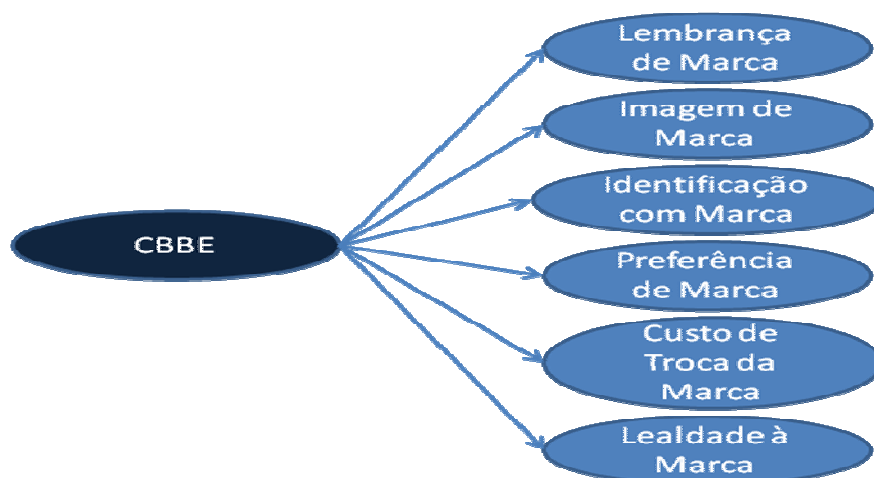 Lembrança
de Marca
Imagem de
Marca
Identificação
com Marca
CBBE
Preferência
de Marca
Custo de
Troca da
Marca
Lealdade à
Marca